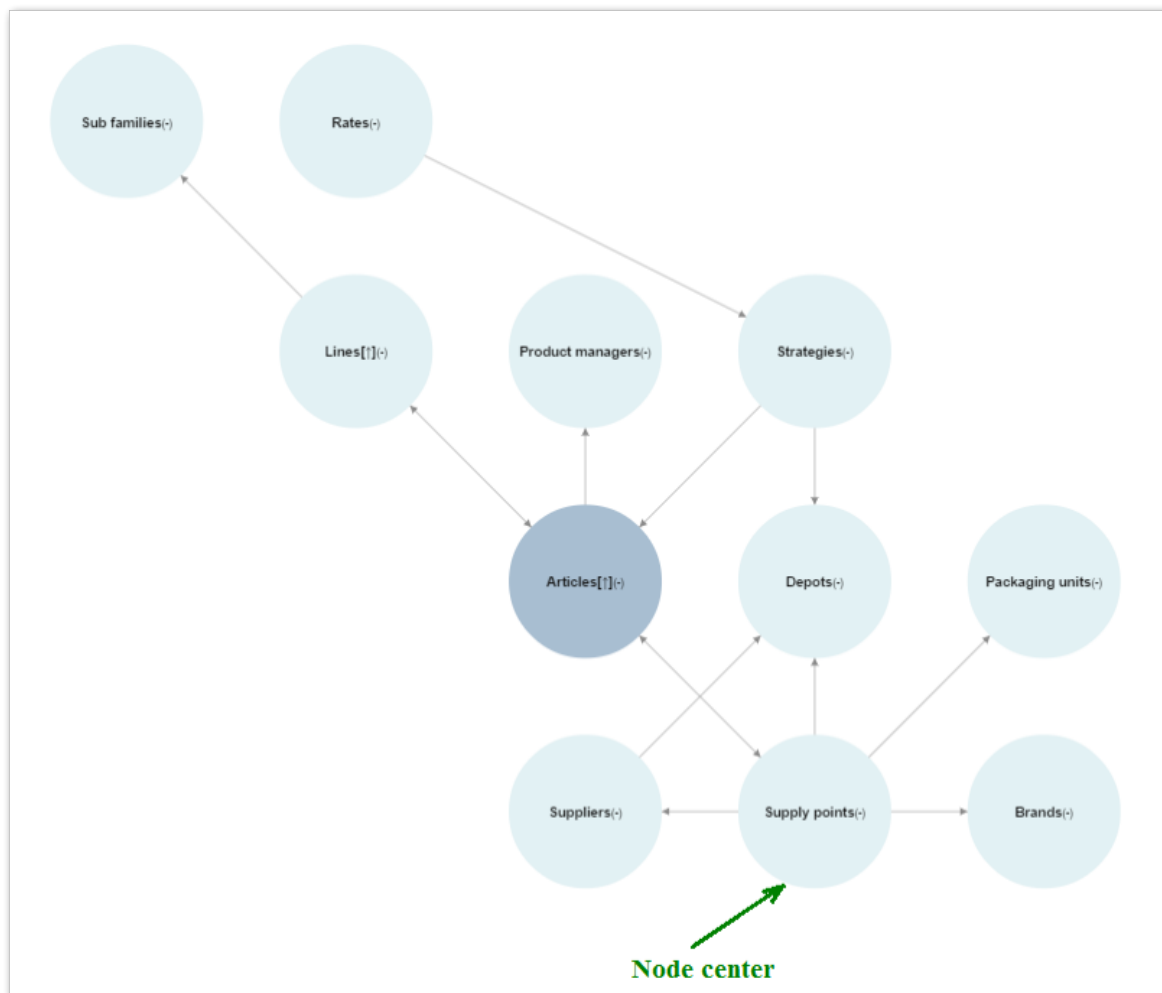 Sub families(-)
Rates(-)
Lines[↑](-)
Product managers(-)
Strategies(-)
Articles[↑](-)
Depots(-)
Packaging units(-)
Suppliers(-)
Supply points(-)
Brands(-)
Node center